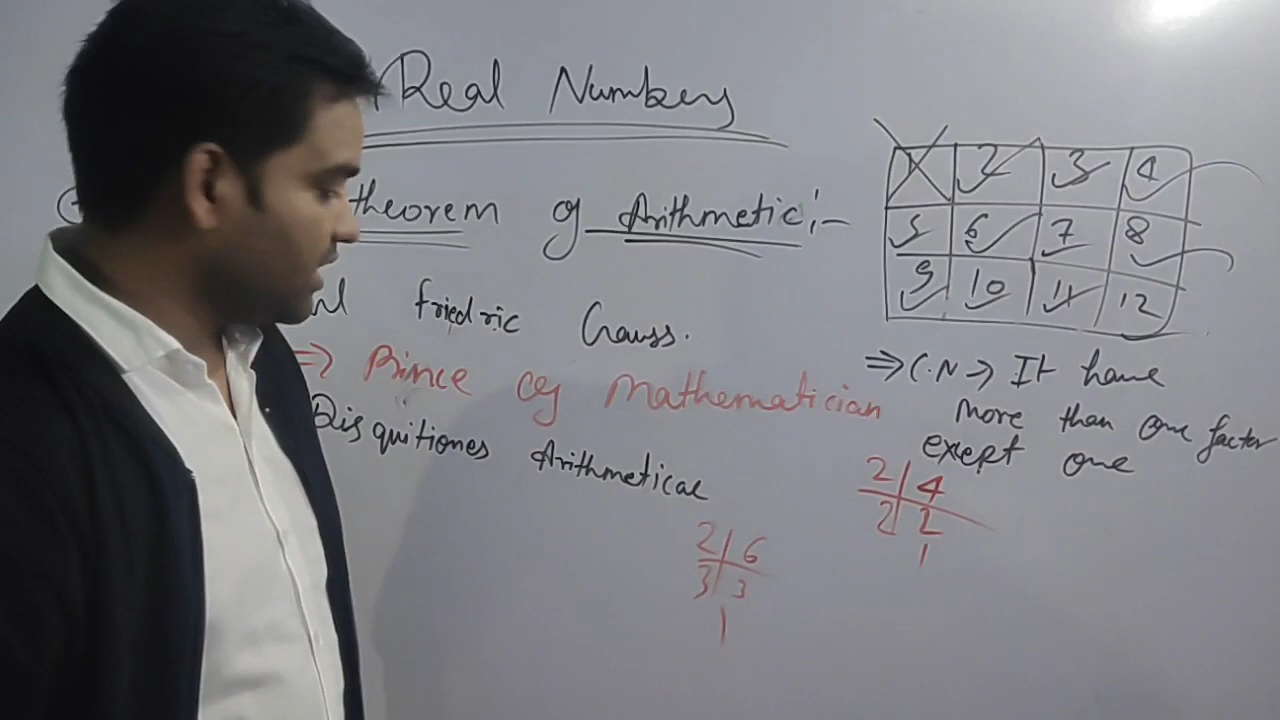 Real Numbers
theorem of Arithmetic :-
Friedric Gauss.
⇒ Prince of Mathematician
Disquitiones Arithmeticae
1 2 3 4
5 6 7 8
9 10 11 12
⇒ C.N → It have
more than one factor
except one
2 | 4
2 | 2
1
2 | 6
3 | 3
1